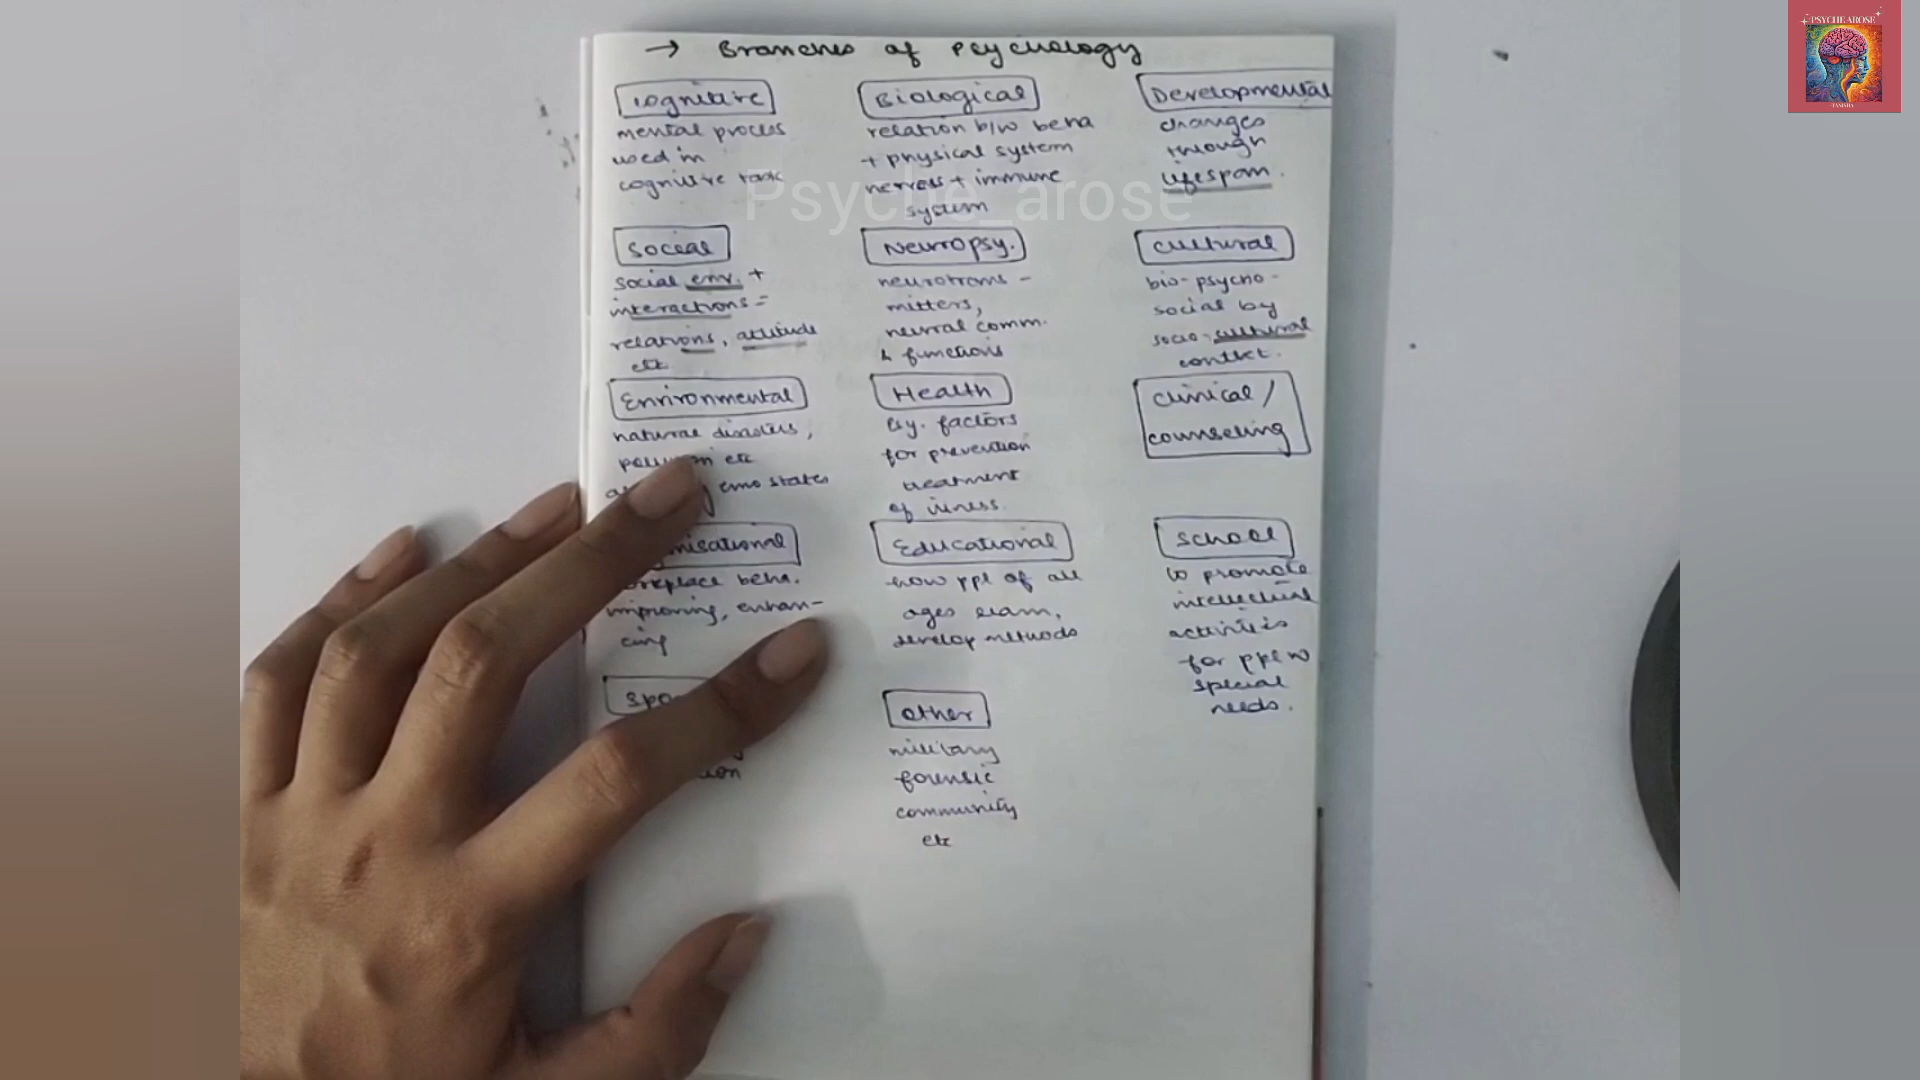 → Branches of Psychology
Cognitive
mental process
used in
cognitive task
Biological
relation b/w beha
+ physical system
nerves + immune
system
Developmental
changes
through
lifespan.
Social
social env. +
interactions =
relations, attitude
etc
Neuropsy.
neurotrans-
mitters,
neural comm.
& functions
Cultural
bio-psycho-
social by
socio-cultural
context.
Environmental
natural disasters,
etc
emo states
Health
Psy. factors
for prevention
treatment
of illness.
Clinical /
counseling
beha.
improving, enhan-
cing
Educational
how ppl of all
ages learn,
develop methods
School
to promote
intellectual
activities
for ppl w
special
needs.
Other
military
forensic
community
etc
Psyche_arose
PSYCHE AROSE